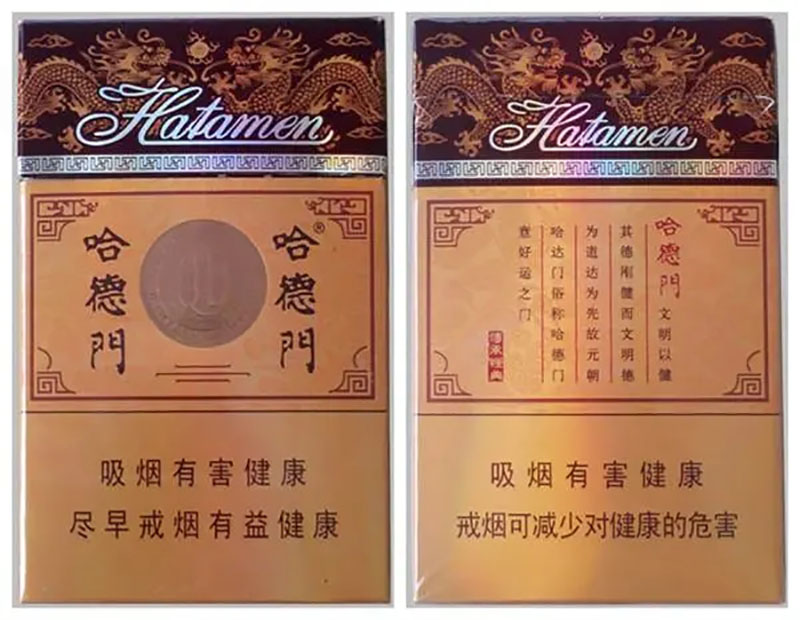 Hatamen
哈德門
哈德門®
吸烟有害健康
尽早戒烟有益健康
Hatamen
哈德門 文明以健
其德刚健而文明德
为道达为先故元朝
哈达门俗称哈德门
意好运之门
吸烟有害健康
戒烟可减少对健康的危害